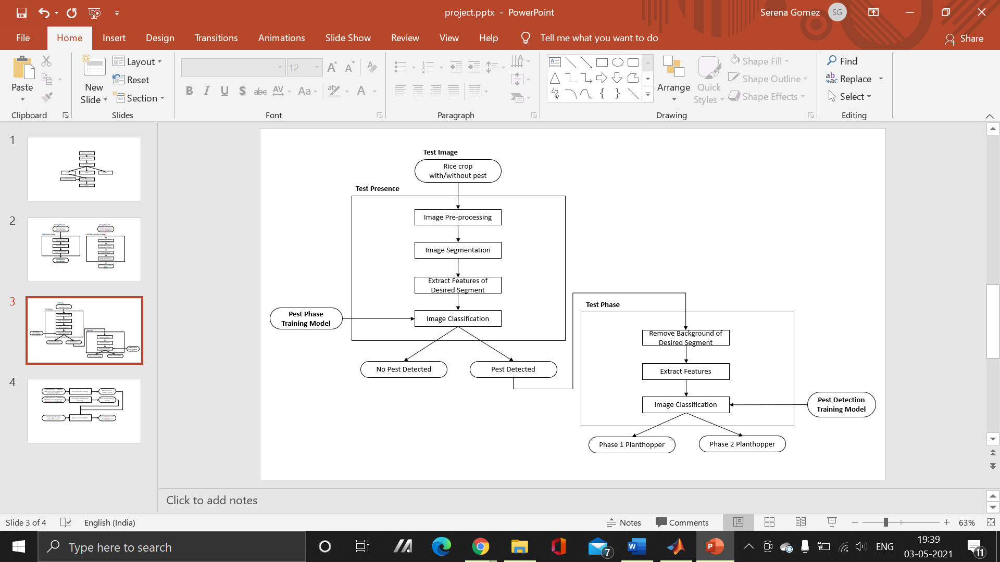 project.pptx - PowerPoint
Serena Gomez
SG
File
Home
Insert
Design
Transitions
Animations
Slide Show
Review
View
Help
Tell me what you want to do
Share
Paste
Clipboard
New
Slide
Layout
Reset
Section
Slides
12
B I U S abc AV Aa A
Font
Paragraph
Arrange
Quick
Styles
Shape Fill
Shape Outline
Shape Effects
Drawing
Find
Replace
Select
Editing
1
2
3
4
Test Image
Rice crop
with/without pest
Test Presence
Image Pre-processing
Image Segmentation
Extract Features of
Desired Segment
Pest Phase
Training Model
Image Classification
No Pest Detected
Pest Detected
Test Phase
Remove Background of
Desired Segment
Extract Features
Image Classification
Pest Detection
Training Model
Phase 1 Planthopper
Phase 2 Planthopper
Click to add notes
Slide 3 of 4
English (India)
Notes
Comments
63%
Type here to search
7
ENG
19:39
03-05-2021
11